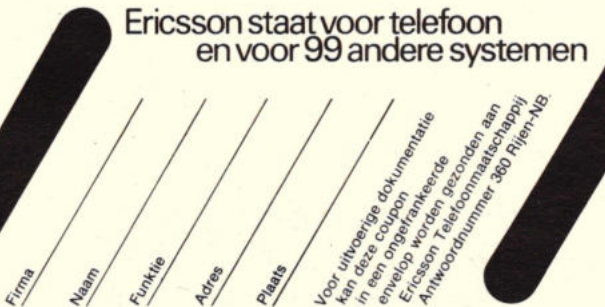 Ericsson staat voor telefoon
en voor 99 andere systemen
Firma
Naam
Funktie
Adres
Plaats
Voor uitvoerige dokumentatie
kan deze coupon
in een ongefrankeerde
envelop worden gezonden aan
Ericsson Telefoonmaatschappij
Antwoordnummer 360 Rijen-NB.